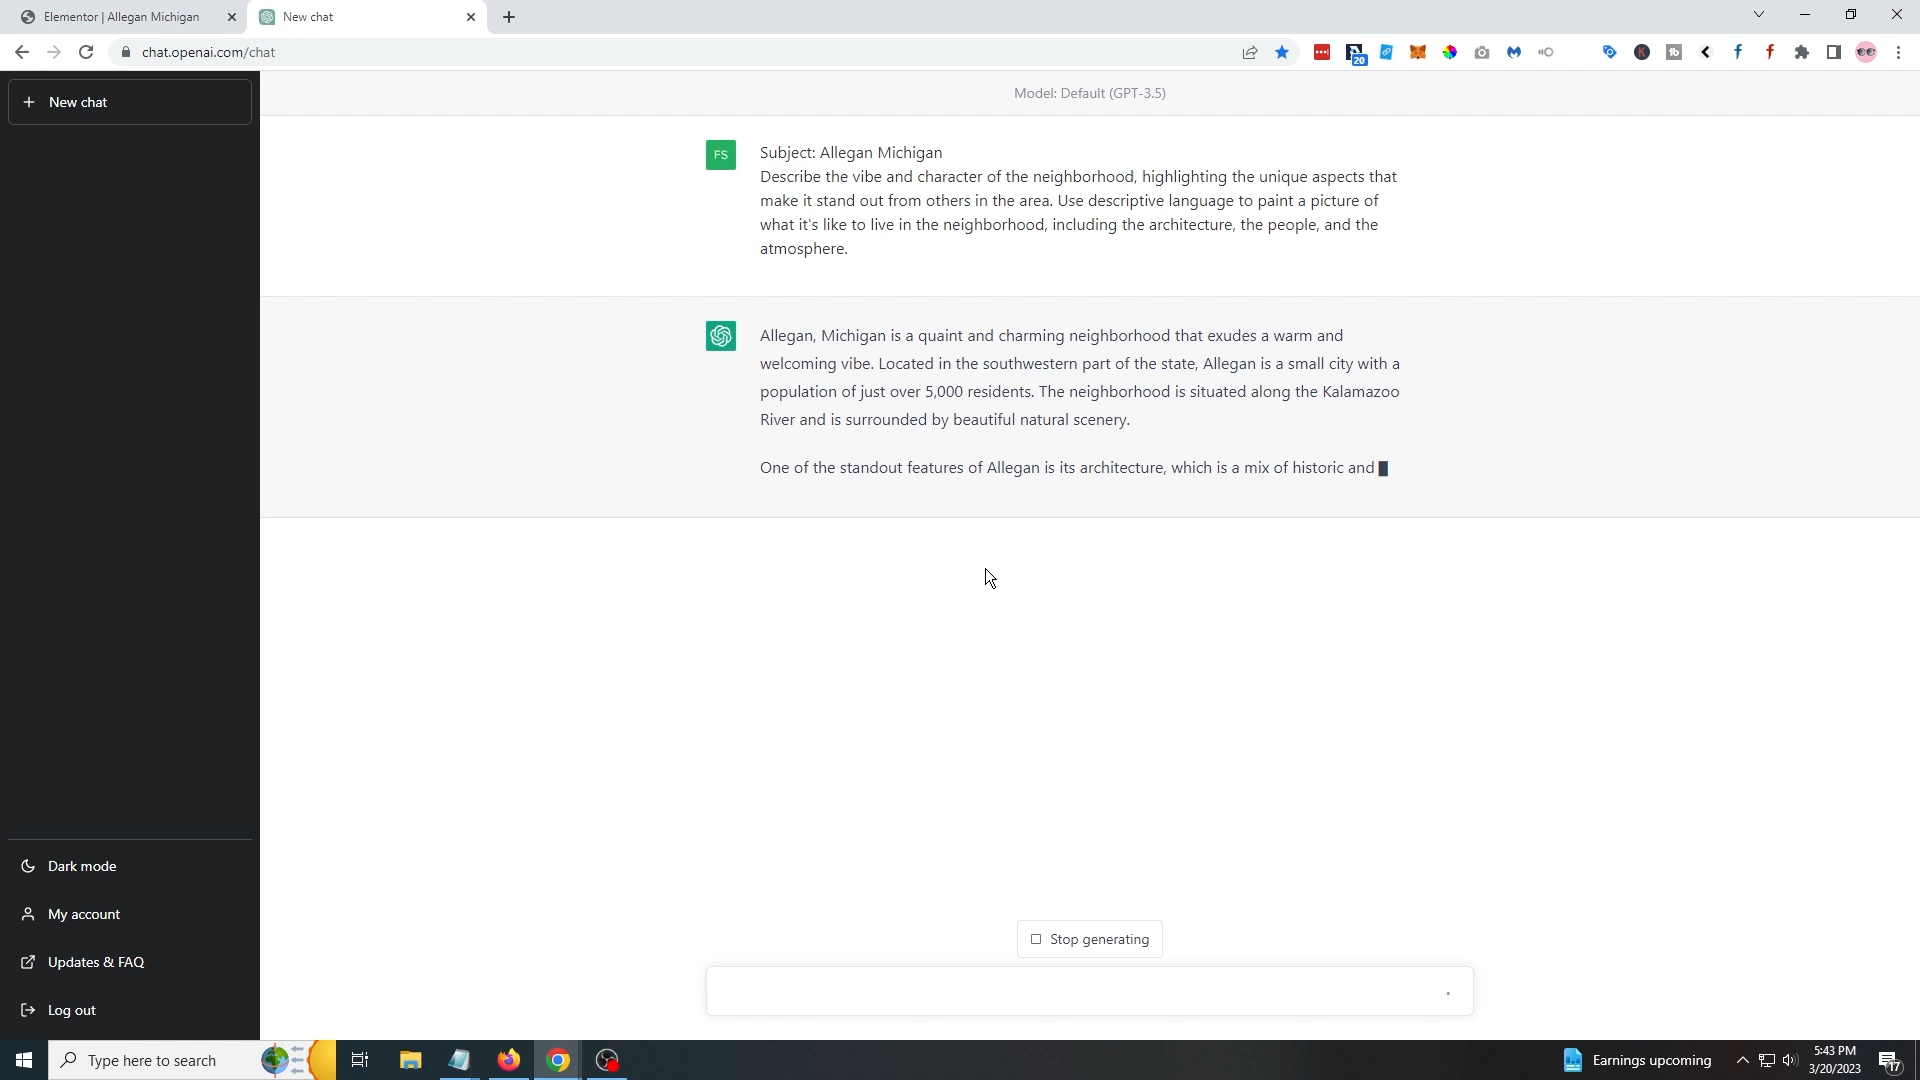 Elementor | Allegan Michigan
New chat
chat.openai.com/chat
20
K
tb
New chat
Model: Default (GPT-3.5)
FS
Subject: Allegan Michigan
Describe the vibe and character of the neighborhood, highlighting the unique aspects that
make it stand out from others in the area. Use descriptive language to paint a picture of
what it's like to live in the neighborhood, including the architecture, the people, and the
atmosphere.
Allegan, Michigan is a quaint and charming neighborhood that exudes a warm and
welcoming vibe. Located in the southwestern part of the state, Allegan is a small city with a
population of just over 5,000 residents. The neighborhood is situated along the Kalamazoo
River and is surrounded by beautiful natural scenery.
One of the standout features of Allegan is its architecture, which is a mix of historic and
Dark mode
My account
Updates & FAQ
Log out
Stop generating
Type here to search
Earnings upcoming
5:43 PM
3/20/2023
17